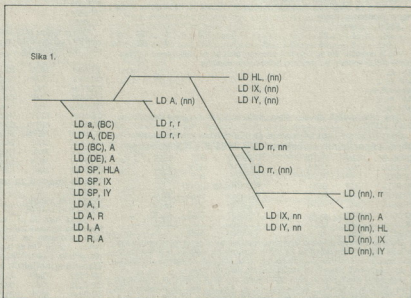 Slika 1.
LD HL, (nn)
LD IX, (nn)
LD IY, (nn)
LD A, (nn)
LD r, r
LD r, r
LD a, (BC)
LD A, (DE)
LD (BC), A
LD (DE), A
LD SP, HLA
LD SP, IX
LD SP, IY
LD A, I
LD A, R
LD I, A
LD R, A
LD rr, nn
LD rr, (nn)
LD IX, nn
LD IY, nn
LD (nn), rr
LD (nn), A
LD (nn), HL
LD (nn), IX
LD (nn), IY